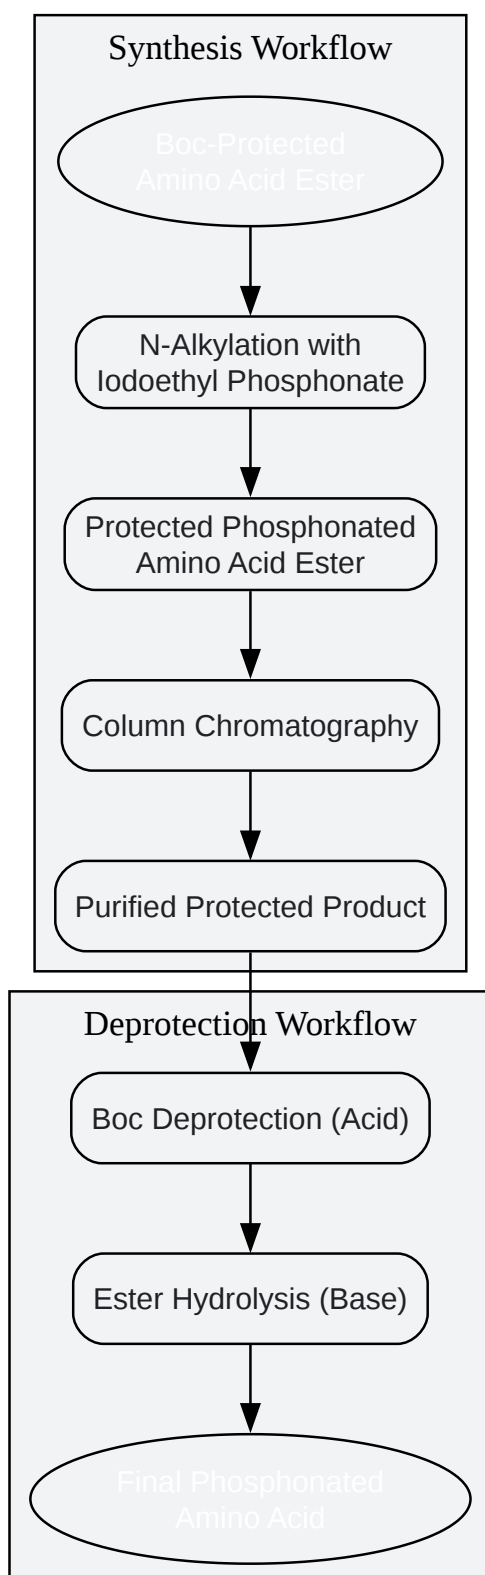 Synthesis Workflow
Boc-Protected
Amino Acid Ester
N-Alkylation with
Iodoethyl Phosphonate
Protected Phosphonated
Amino Acid Ester
Column Chromatography
Purified Protected Product
Deprotection Workflow
Boc Deprotection (Acid)
Ester Hydrolysis (Base)
Final Phosphonated
Amino Acid